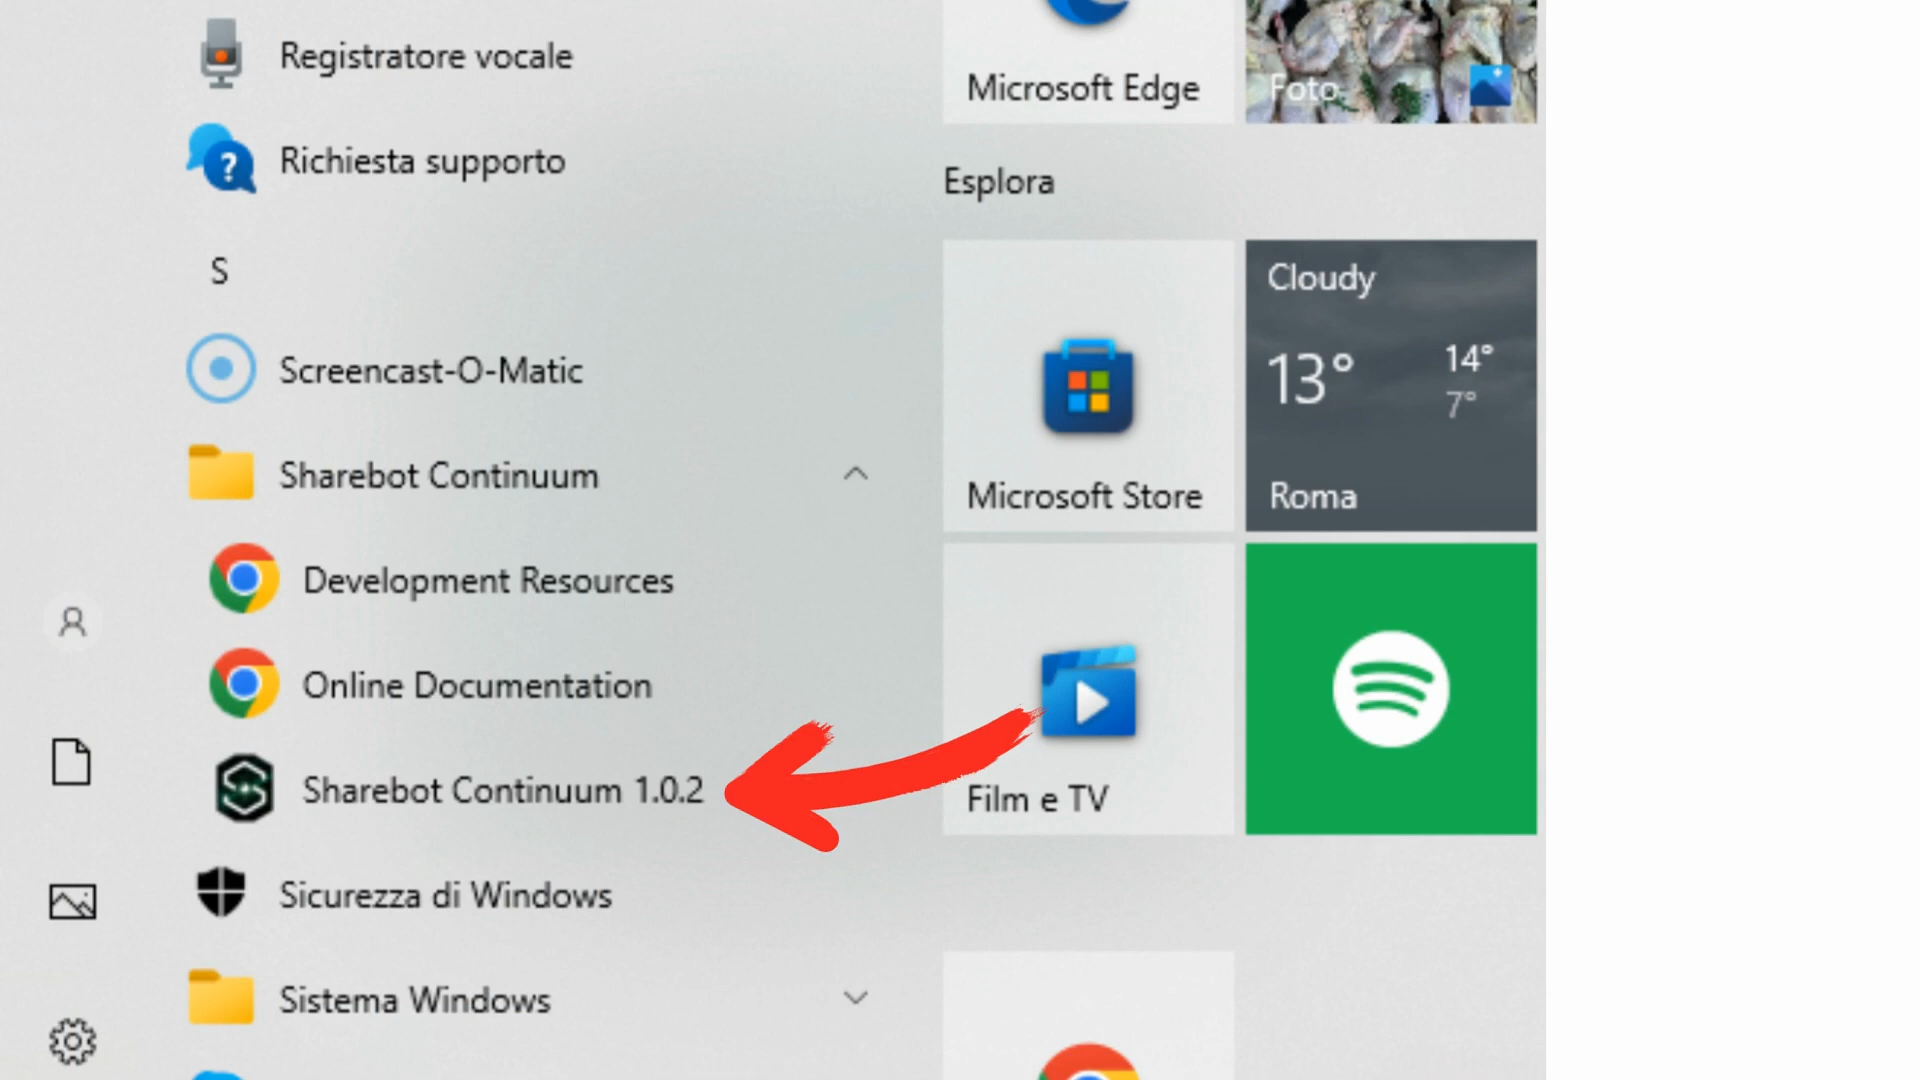 Registratore vocale
Richiesta supporto
S
Screencast-O-Matic
Sharebot Continuum
Development Resources
Online Documentation
Sharebot Continuum 1.0.2
Sicurezza di Windows
Sistema Windows
Microsoft Edge
Foto
Esplora
Microsoft Store
Cloudy
13°
14°
7°
Roma
Film e TV